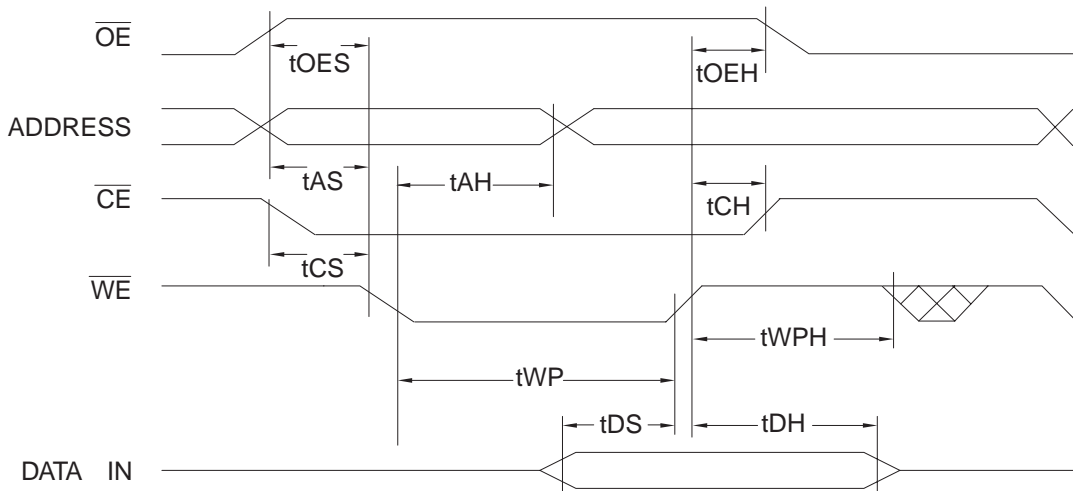 OE
tOES
tOEH
ADDRESS
tAS
tAH
CE
tCH
tCS
WE
tWPH
tWP
tDS
tDH
DATA IN